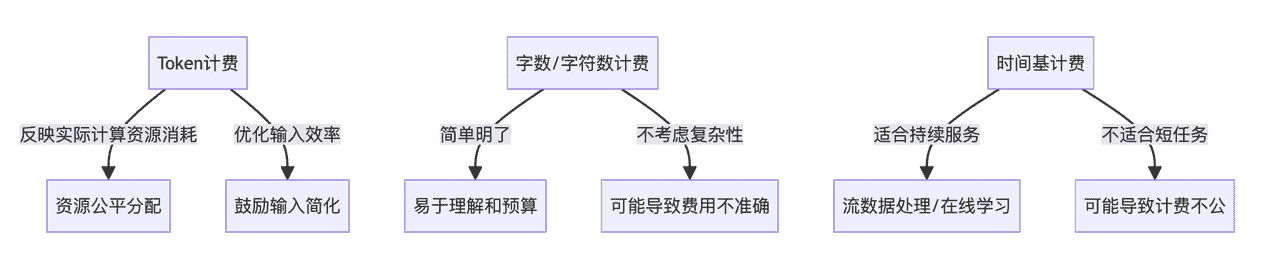 Token计费
字数/字符数计费
时间基计费
反映实际计算资源消耗
优化输入效率
简单明了
不考虑复杂性
适合持续服务
不适合短任务
资源公平分配
鼓励输入简化
易于理解和预算
可能导致费用不准确
流数据处理/在线学习
可能导致计费不公